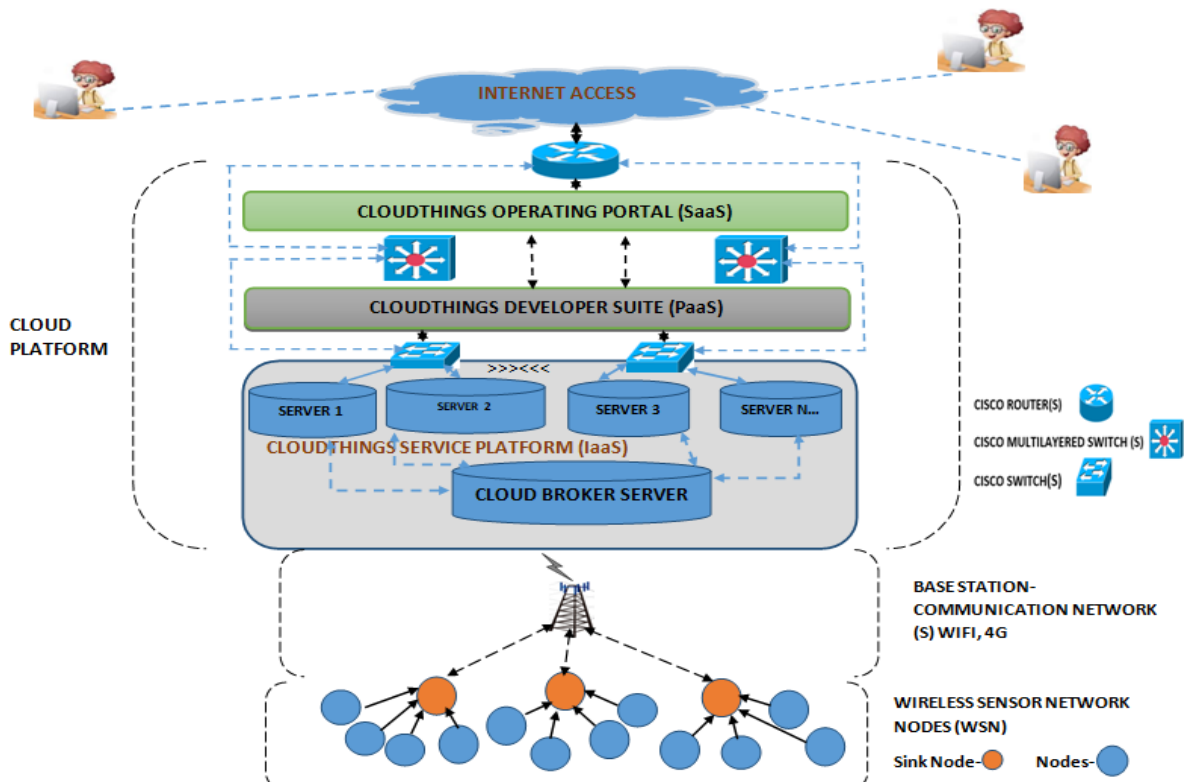 INTERNET ACCESS
CLOUDTHINGS OPERATING PORTAL (SaaS)
CLOUDTHINGS DEVELOPER SUITE (PaaS)
CLOUD
PLATFORM
>>><<<
SERVER 1
SERVER 2
SERVER 3
SERVER N...
CLOUDTHINGS SERVICE PLATFORM (IaaS)
CLOUD BROKER SERVER
CISCO ROUTER(S)
CISCO MULTILAYERED SWITCH (S)
CISCO SWITCH(S)
BASE STATION-
COMMUNICATION NETWORK
(S) WIFI, 4G
WIRELESS SENSOR NETWORK
NODES (WSN)
Sink Node- Nodes-